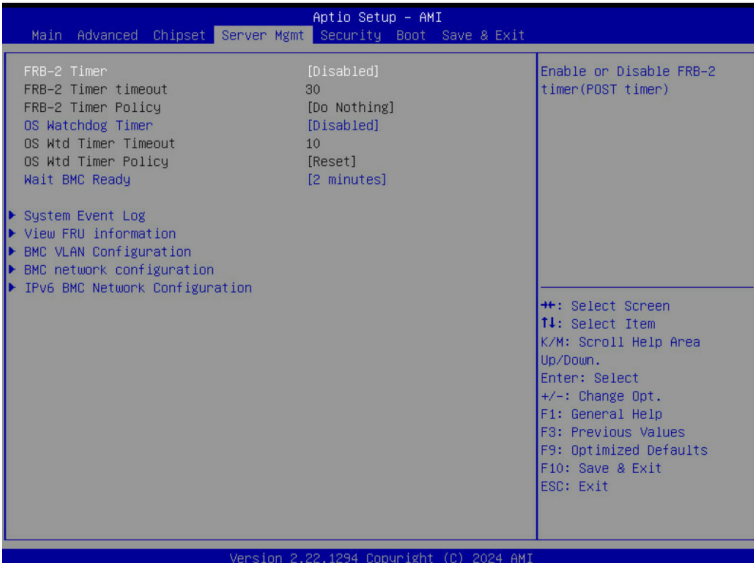 Aptio Setup - AMI
Main Advanced Chipset Server Mgmt Security Boot Save & Exit
FRB-2 Timer [Disabled]
FRB-2 Timer timeout 30
FRB-2 Timer Policy [Do Nothing]
OS Watchdog Timer [Disabled]
OS Wtd Timer Timeout 10
OS Wtd Timer Policy [Reset]
Wait BMC Ready [2 minutes]
System Event Log
View FRU information
BMC VLAN Configuration
BMC network configuration
IPv6 BMC Network Configuration
Enable or Disable FRB-2
timer(POST timer)
→←: Select Screen
↑↓: Select Item
K/M: Scroll Help Area
Up/Down.
Enter: Select
+/-: Change Opt.
F1: General Help
F3: Previous Values
F9: Optimized Defaults
F10: Save & Exit
ESC: Exit
Version 2.22.1294 Copyright (C) 2024 AMI